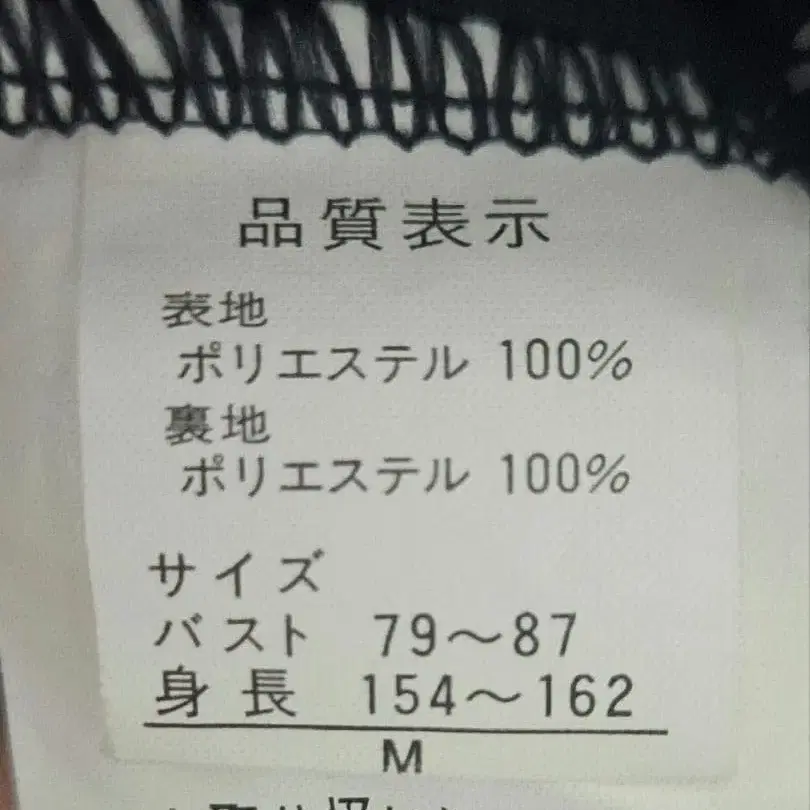 品質表示
表地
ポリエステル 100%
裏地
ポリエステル 100%
サイズ
バスト 79～87
身長 154～162
M